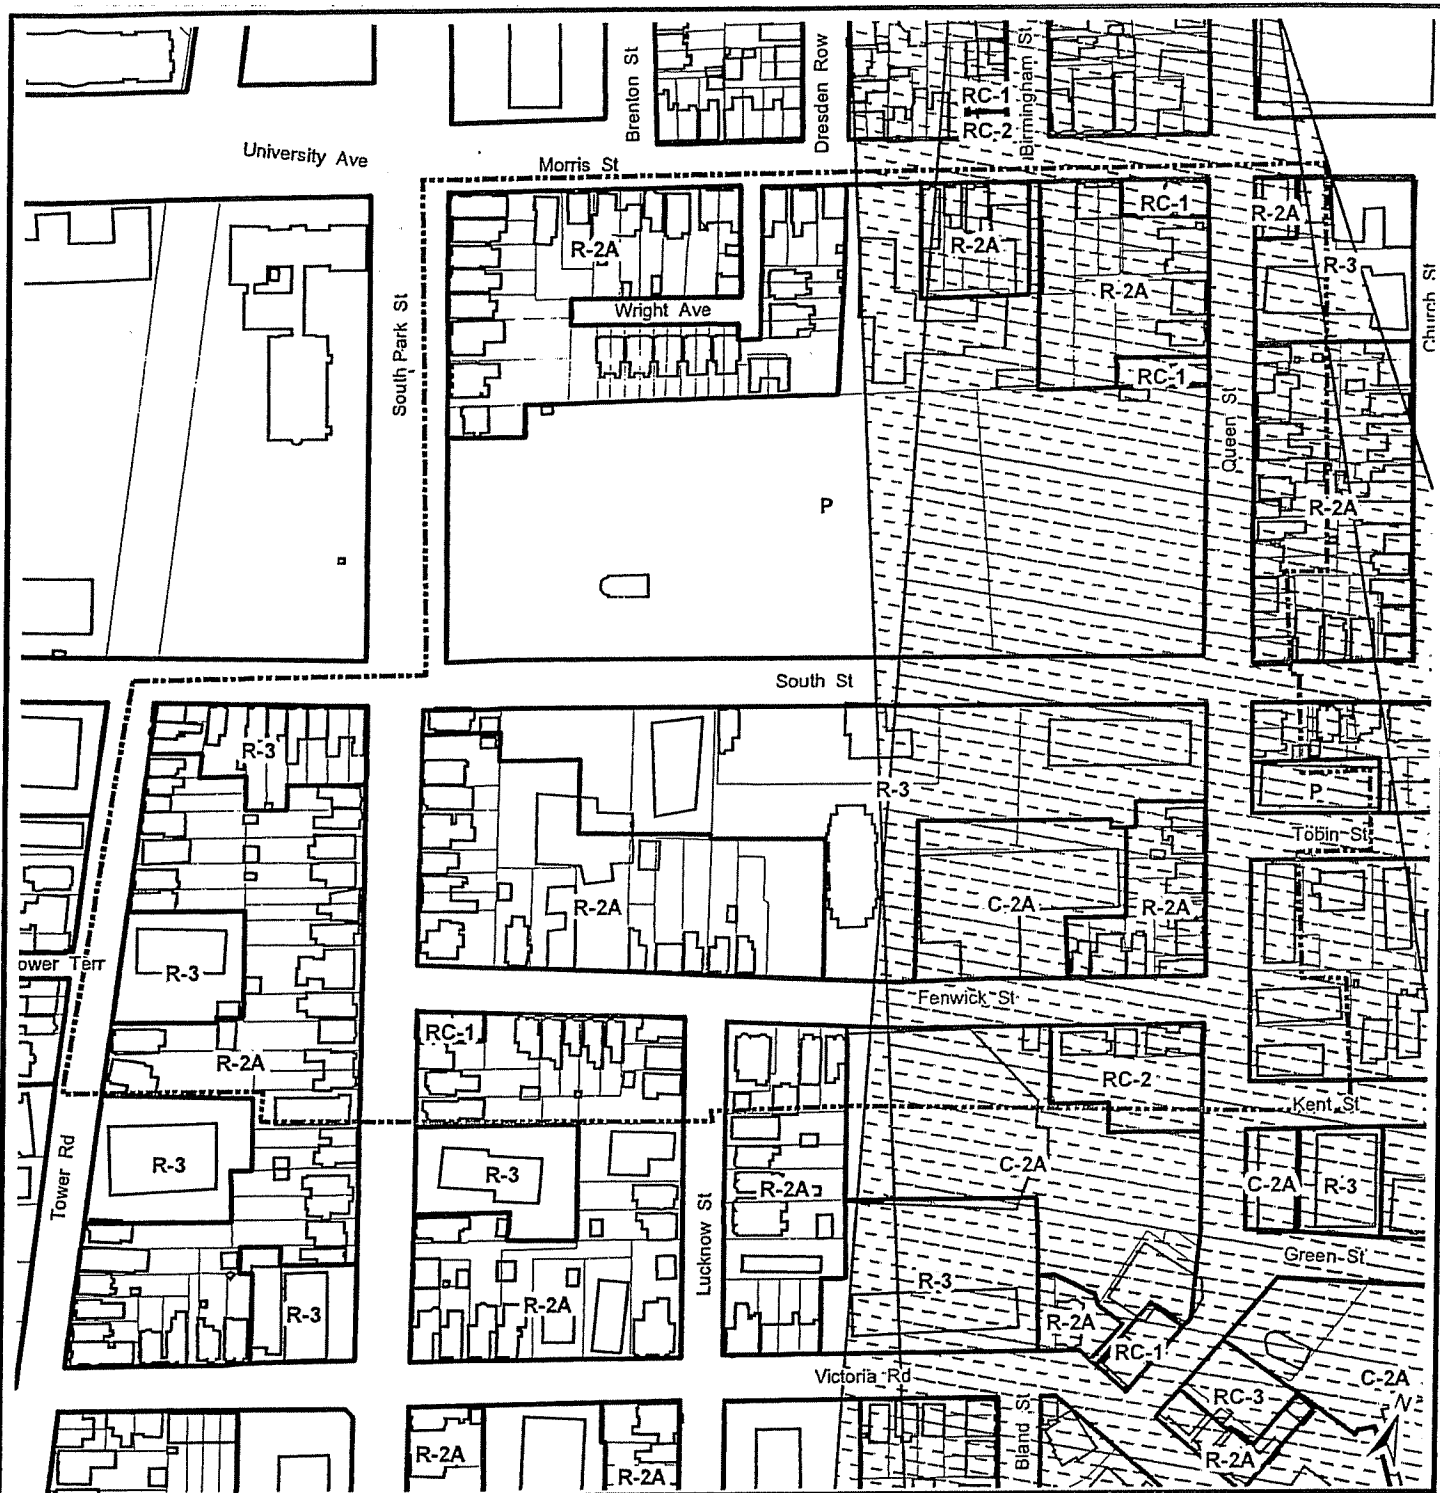 Brenton St
Dresden Row
Birmingham St
RC-1
RC-2
University Ave
Morris St
R-2A
R-2A
RC-1
R-2A
R-2A
R-3
South Park St
Wright Ave
Church St
RC-1
Queen St
P
R-2A
South St
R-3
R-3
P
Tobin St
R-2A
C-2A
R-2A
ower Terr
R-3
Fenwick St
RC-1
R-2A
RC-2
Kent St
Tower Rd
R-3
R-3
Lucknow St
R-2A
C-2A
C-2A
R-3
Green St
R-3
R-2A
R-3
R-2A
RC-1
Victoria Rd
C-2A
RC-3
N
Bland St
R-2A
R-2A
R-2A